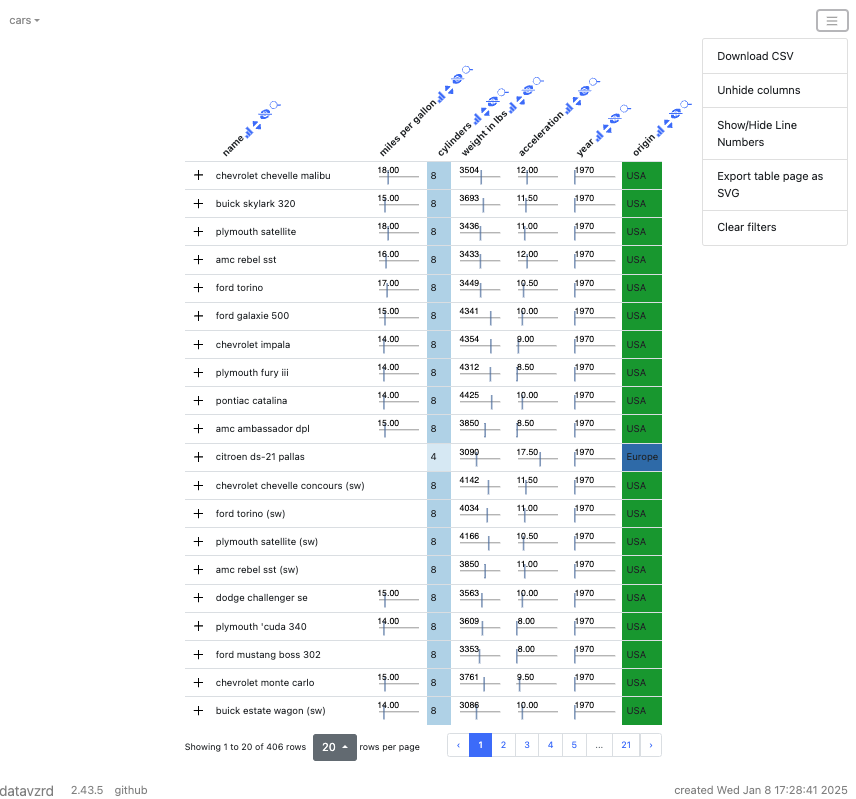 cars
Download CSV
Unhide columns
Show/Hide Line
Numbers
Export table page as
SVG
Clear filters
name miles per gallon cylinders weight in lbs acceleration year origin
chevrolet chevelle malibu 18.00 8 3504 12.00 1970 USA
buick skylark 320 15.00 8 3693 11.50 1970 USA
plymouth satellite 18.00 8 3436 11.00 1970 USA
amc rebel sst 16.00 8 3433 12.00 1970 USA
ford torino 17.00 8 3449 10.50 1970 USA
ford galaxie 500 15.00 8 4341 10.00 1970 USA
chevrolet impala 14.00 8 4354 9.00 1970 USA
plymouth fury iii 14.00 8 4312 8.50 1970 USA
pontiac catalina 14.00 8 4425 10.00 1970 USA
amc ambassador dpl 15.00 8 3850 8.50 1970 USA
citroen ds-21 pallas 4 3090 17.50 1970 Europe
chevrolet chevelle concours (sw) 8 4142 11.50 1970 USA
ford torino (sw) 8 4034 11.00 1970 USA
plymouth satellite (sw) 8 4166 10.50 1970 USA
amc rebel sst (sw) 8 3850 11.00 1970 USA
dodge challenger se 15.00 8 3563 10.00 1970 USA
plymouth 'cuda 340 14.00 8 3609 8.00 1970 USA
ford mustang boss 302 8 3353 8.00 1970 USA
chevrolet monte carlo 15.00 8 3761 9.50 1970 USA
buick estate wagon (sw) 14.00 8 3086 10.00 1970 USA
Showing 1 to 20 of 406 rows 20 rows per page ‹ 1 2 3 4 5 ... 21 ›
datavzrd 2.43.5 github created Wed Jan 8 17:28:41 2025